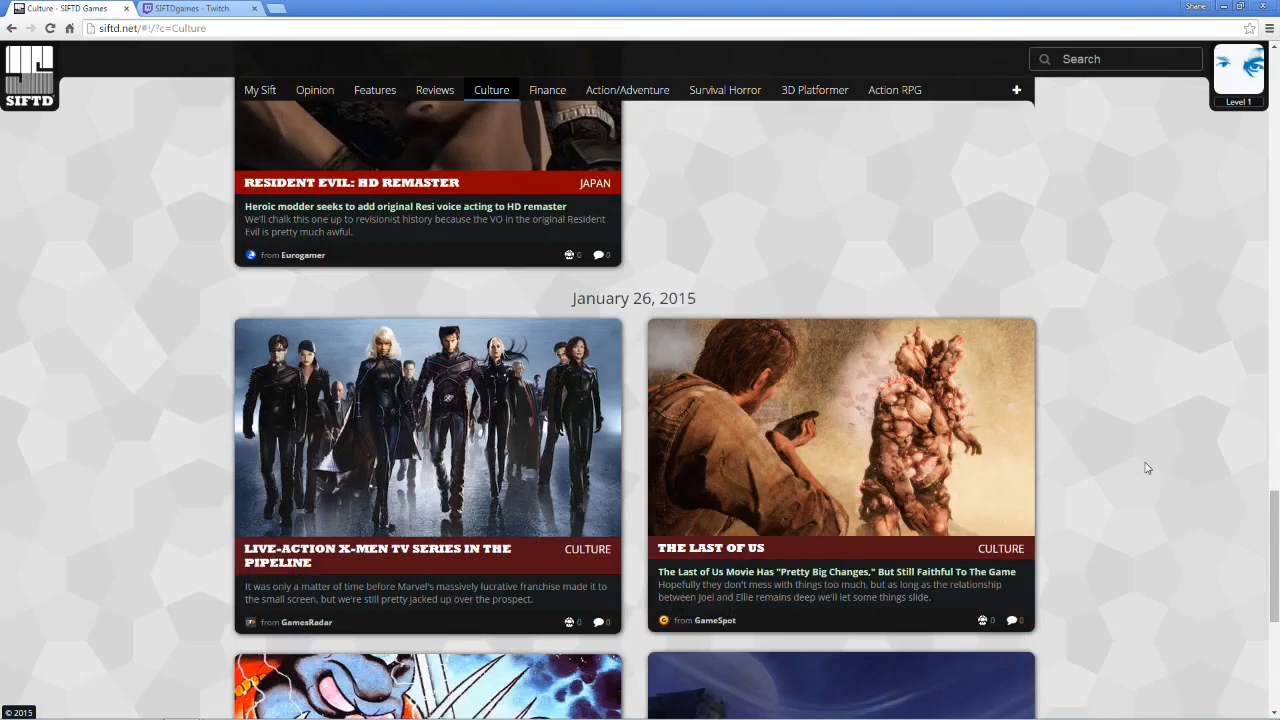 Culture - SIFTD Games
SIFTDgames - Twitch
Shane
siftd.net/#!/?c=Culture
SIFTD
Search
Level 1
My Sift Opinion Features Reviews Culture Finance Action/Adventure Survival Horror 3D Platformer Action RPG
RESIDENT EVIL: HD REMASTER JAPAN
Heroic modder seeks to add original Resi voice acting to HD remaster
We'll chalk this one up to revisionist history because the VO in the original Resident
Evil is pretty much awful.
from Eurogamer 0 0
January 26, 2015
LIVE-ACTION X-MEN TV SERIES IN THE
PIPELINE
CULTURE
It was only a matter of time before Marvel's massively lucrative franchise made it to
the small screen, but we're still pretty jacked up over the prospect.
from GamesRadar 0 0
THE LAST OF US CULTURE
The Last of Us Movie Has "Pretty Big Changes," But Still Faithful To The Game
Hopefully they don't mess with things too much, but as long as the relationship
between Joel and Ellie remains deep we'll let some things slide.
from GameSpot 0 0
© 2015